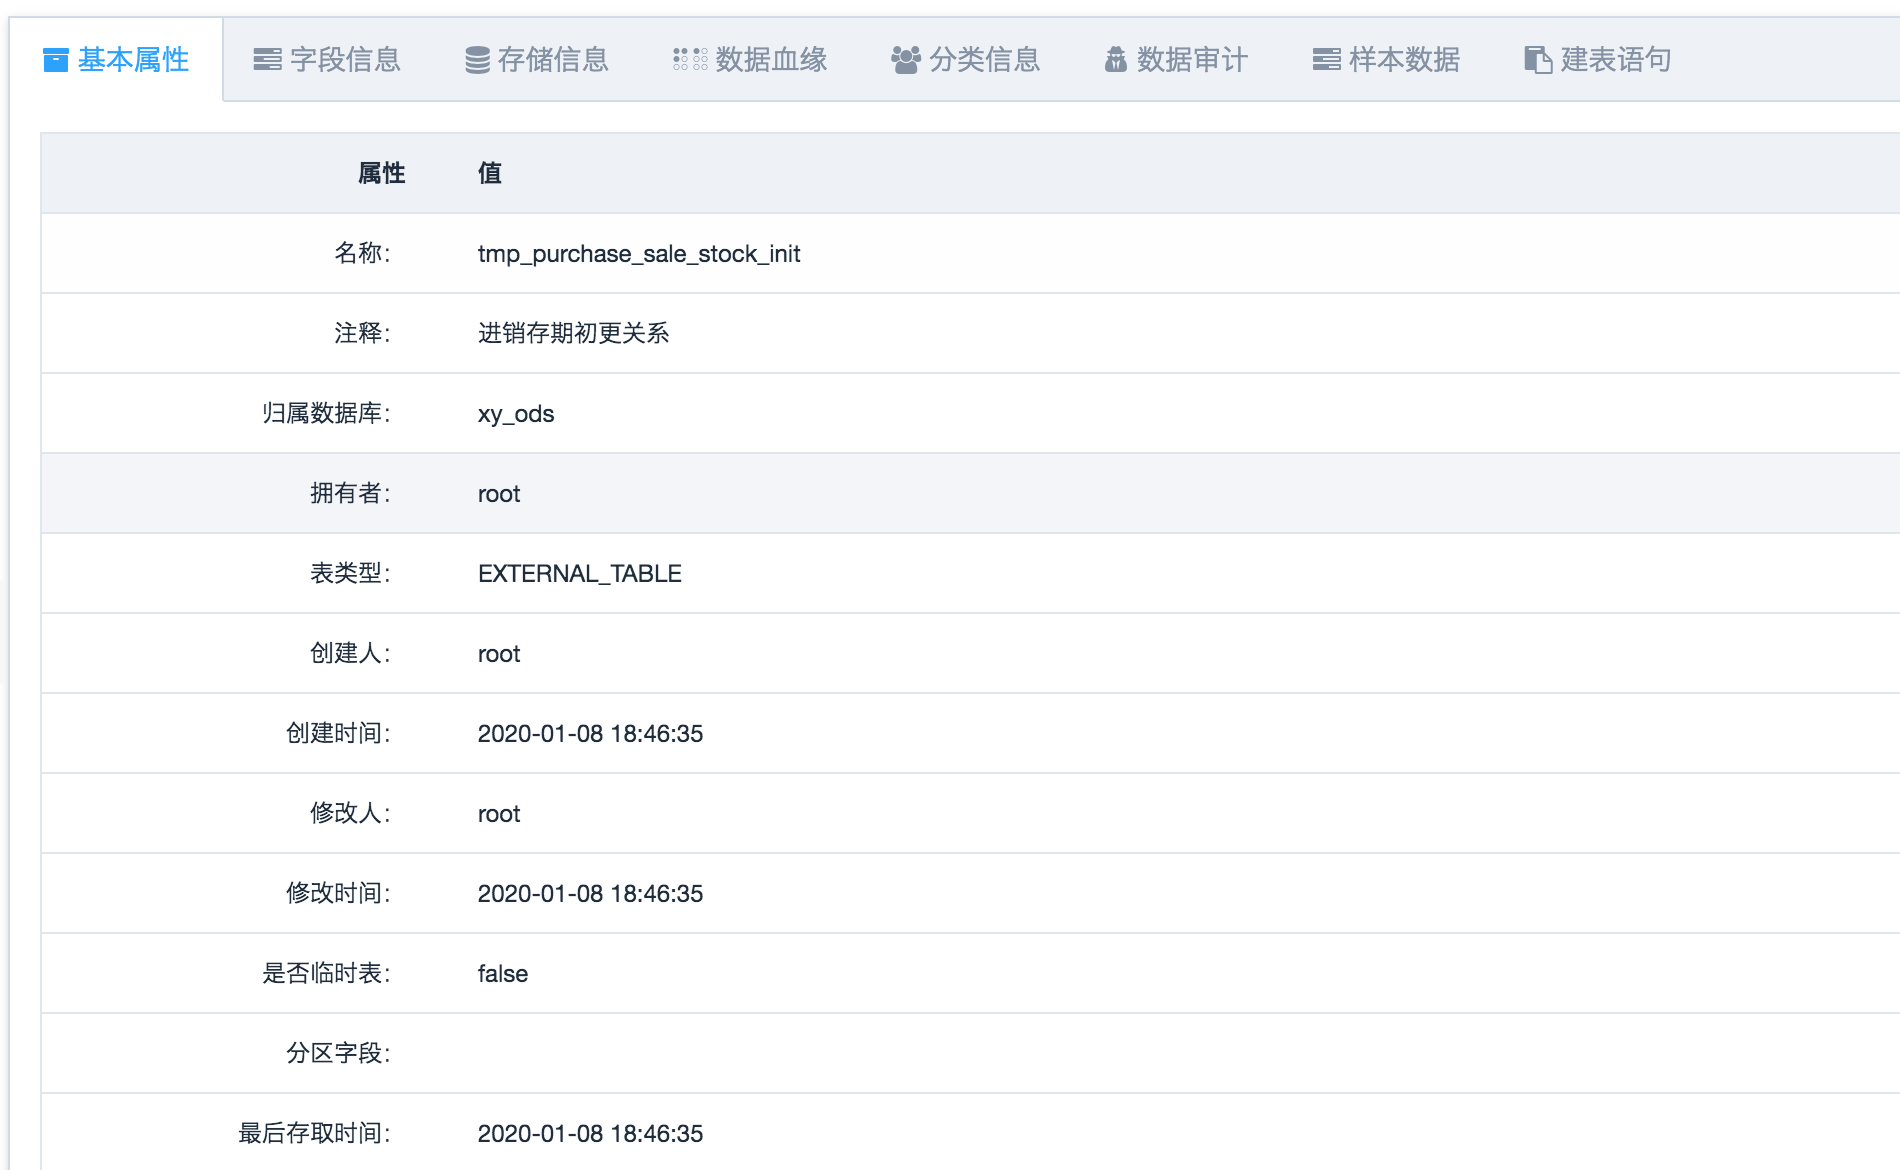 基本属性 字段信息 存储信息 数据血缘 分类信息 数据审计 样本数据 建表语句
属性 值
名称: tmp_purchase_sale_stock_init
注释: 进销存期初更关系
归属数据库: xy_ods
拥有者: root
表类型: EXTERNAL_TABLE
创建人: root
创建时间: 2020-01-08 18:46:35
修改人: root
修改时间: 2020-01-08 18:46:35
是否临时表: false
分区字段:
最后存取时间: 2020-01-08 18:46:35